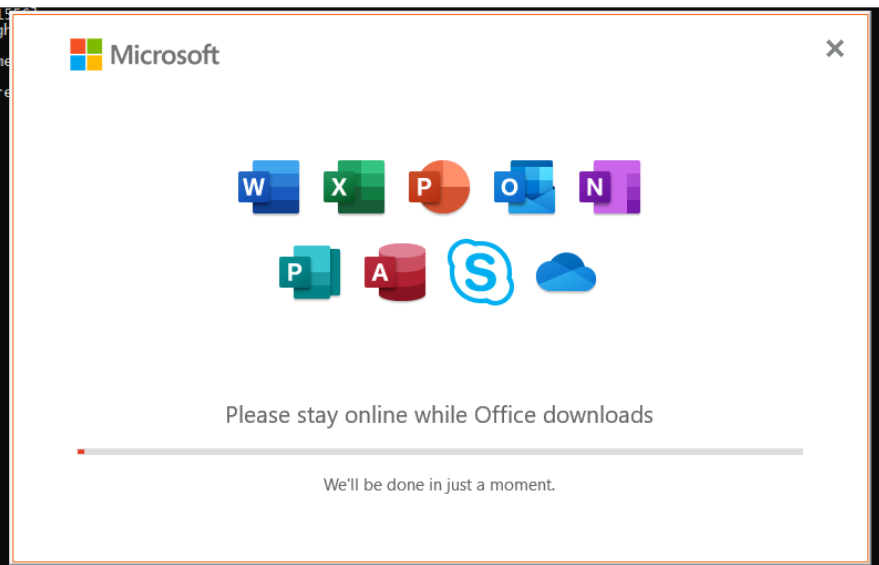 Microsoft
W X P O N
P A S
Please stay online while Office downloads
We'll be done in just a moment.